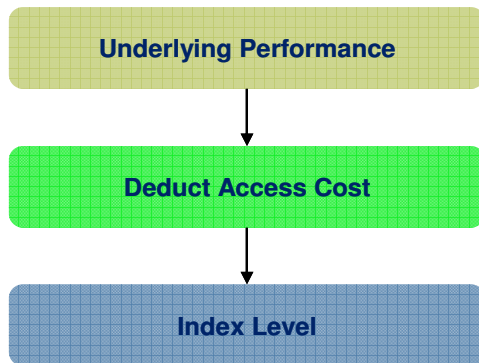 Underlying Performance
Deduct Access Cost
Index Level